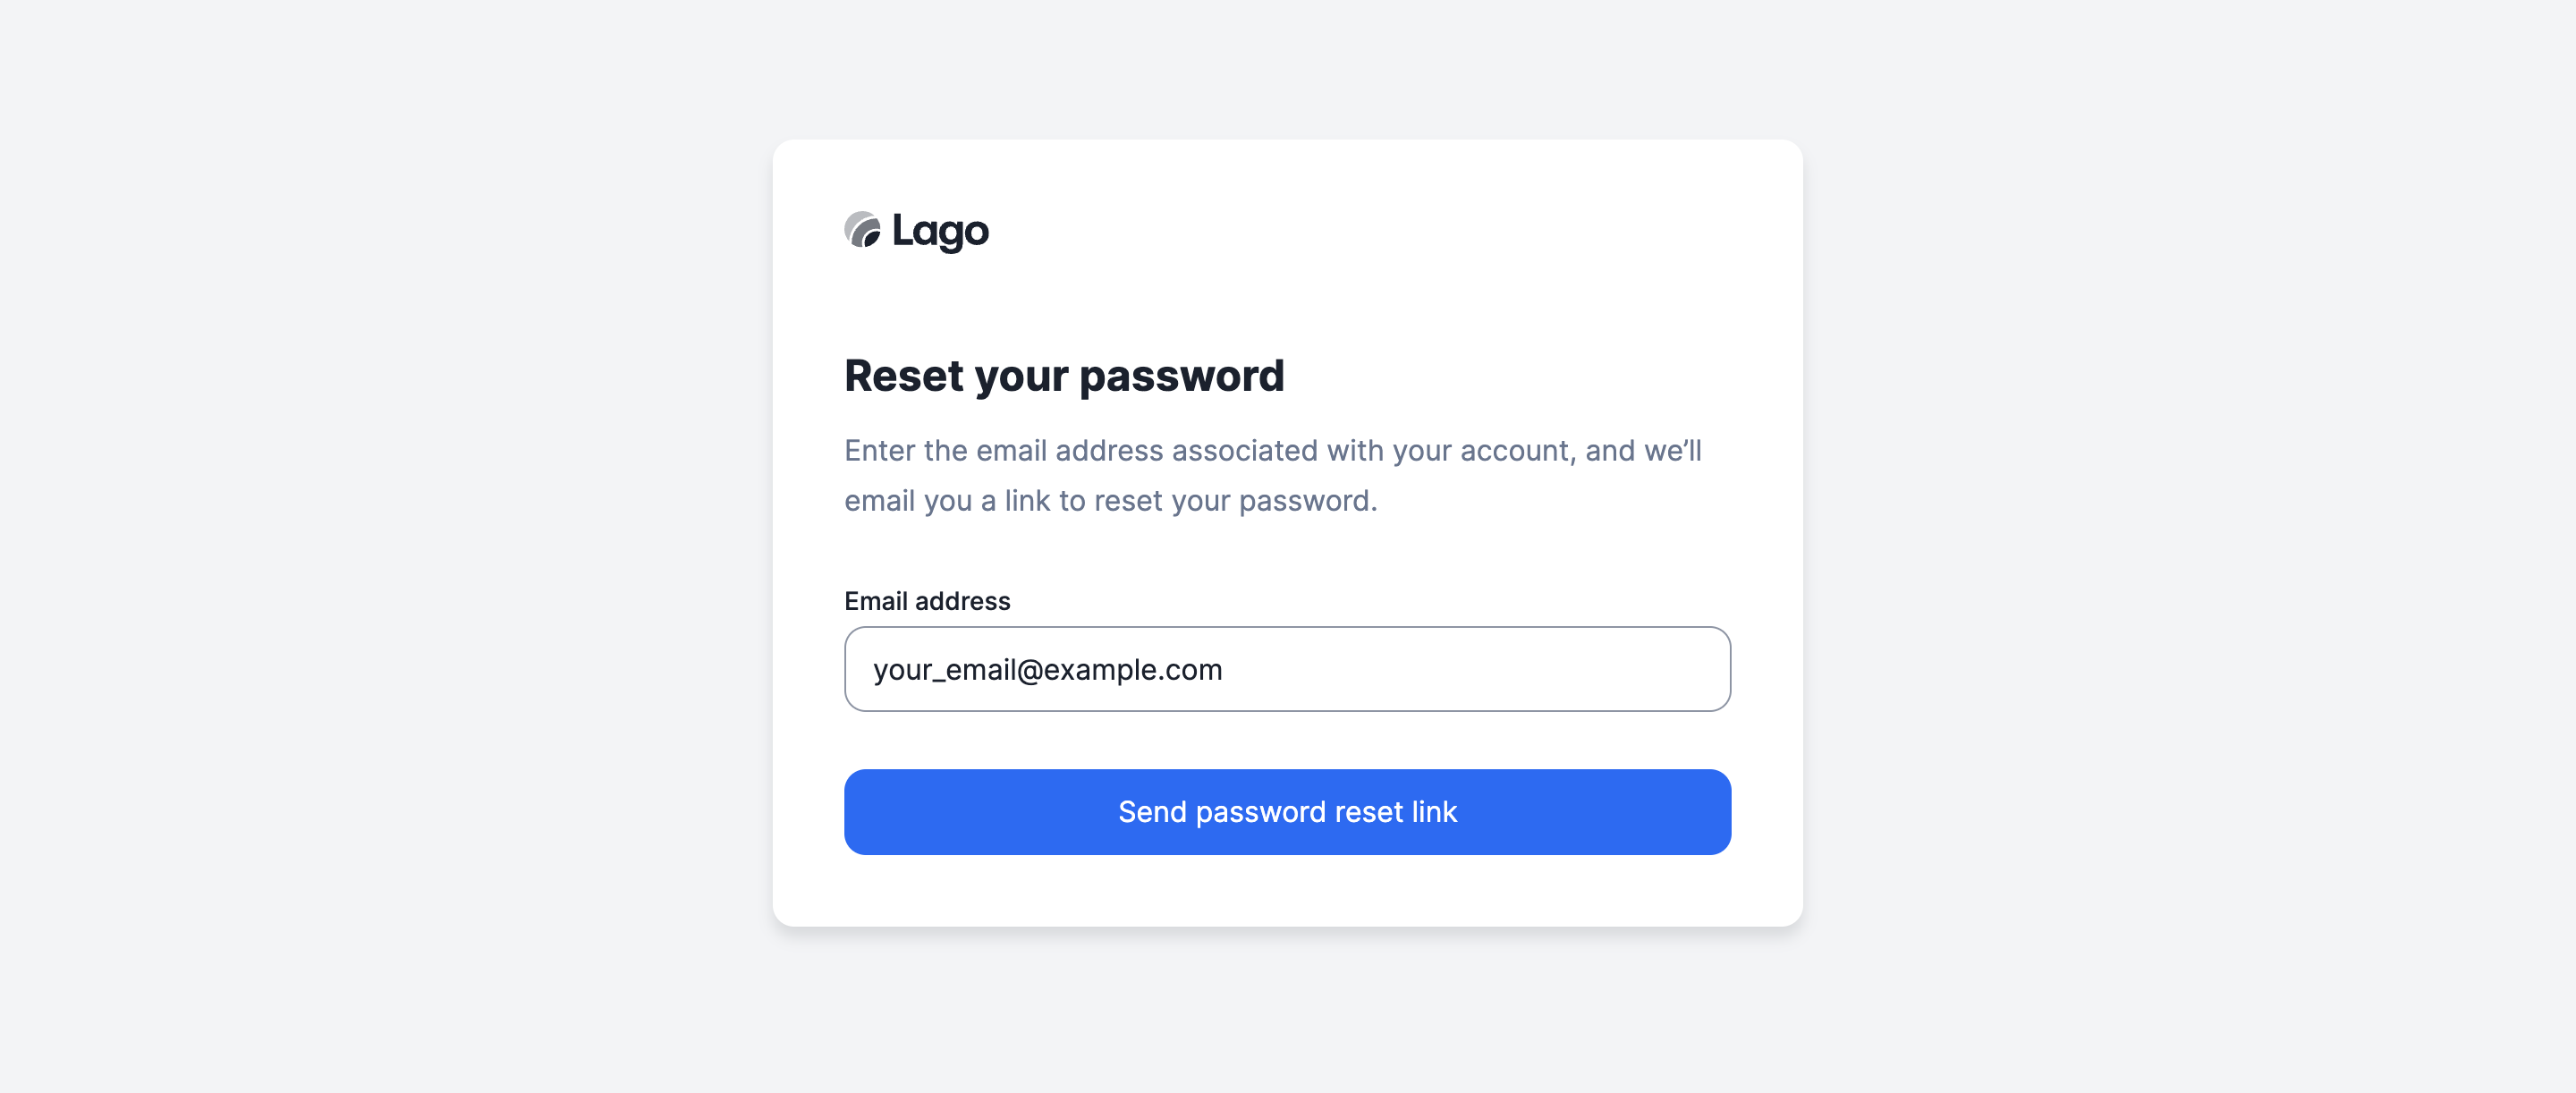 Lago
Reset your password
Enter the email address associated with your account, and we’ll
email you a link to reset your password.
Email address
your_email@example.com
Send password reset link